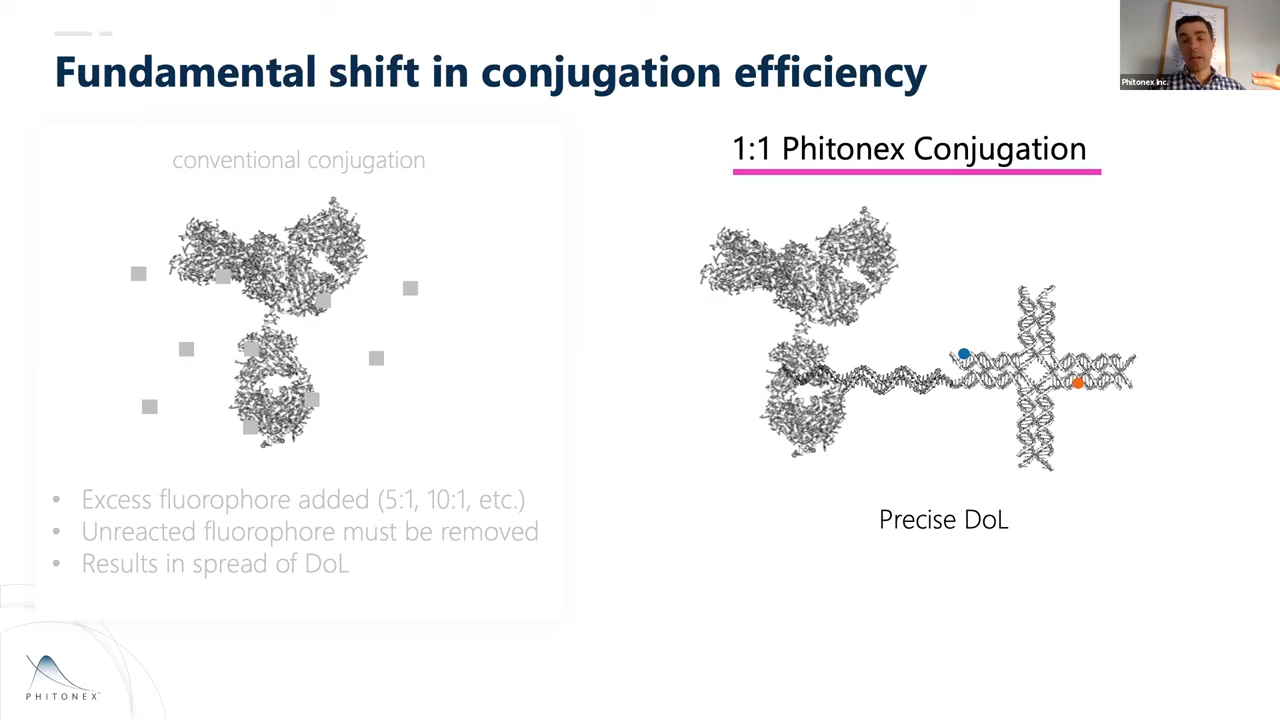 Fundamental shift in conjugation efficiency
Phitonex Inc.
conventional conjugation
• Excess fluorophore added (5:1, 10:1, etc.)
• Unreacted fluorophore must be removed
• Results in spread of DoL
1:1 Phitonex Conjugation
Precise DoL
PHITONEX